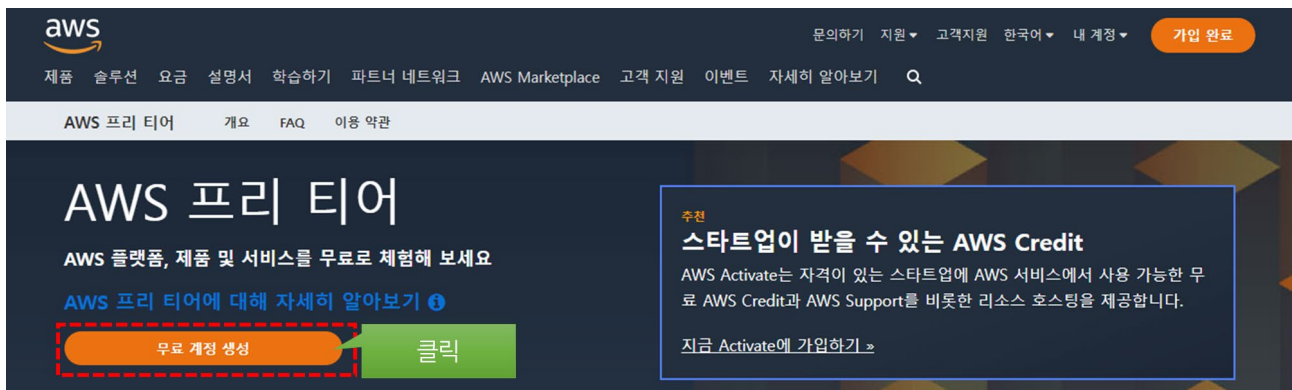 aws
문의하기 지원▾ 고객지원 한국어▾ 내 계정▾ 가입 완료
제품 솔루션 요금 설명서 학습하기 파트너 네트워크 AWS Marketplace 고객 지원 이벤트 자세히 알아보기
AWS 프리 티어 개요 FAQ 이용 약관
AWS 프리 티어
AWS 플랫폼, 제품 및 서비스를 무료로 체험해 보세요
AWS 프리 티어에 대해 자세히 알아보기
무료 계정 생성
클릭
추천
스타트업이 받을 수 있는 AWS Credit
AWS Activate는 자격이 있는 스타트업에 AWS 서비스에서 사용 가능한 무
료 AWS Credit과 AWS Support를 비롯한 리소스 호스팅을 제공합니다.
지금 Activate에 가입하기 »